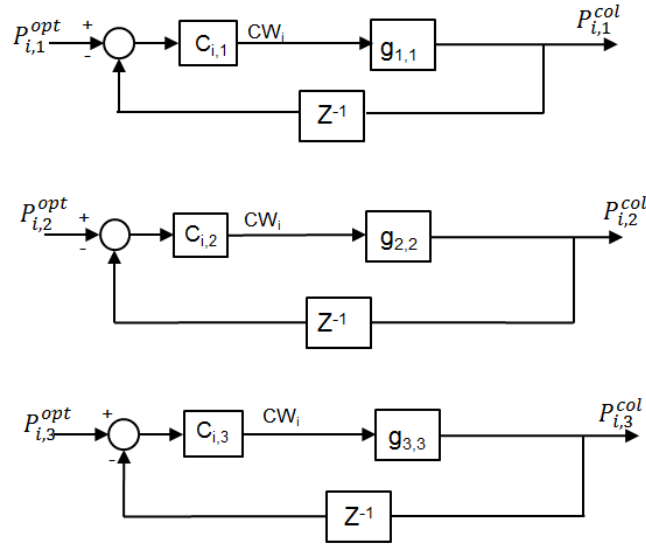 P_{i,1}^{opt} + - C_{i,1} CW_i g_{1,1} P_{i,1}^{col}
Z^{-1}
P_{i,2}^{opt} + - C_{i,2} CW_i g_{2,2} P_{i,2}^{col}
Z^{-1}
P_{i,3}^{opt} + - C_{i,3} CW_i g_{3,3} P_{i,3}^{col}
Z^{-1}